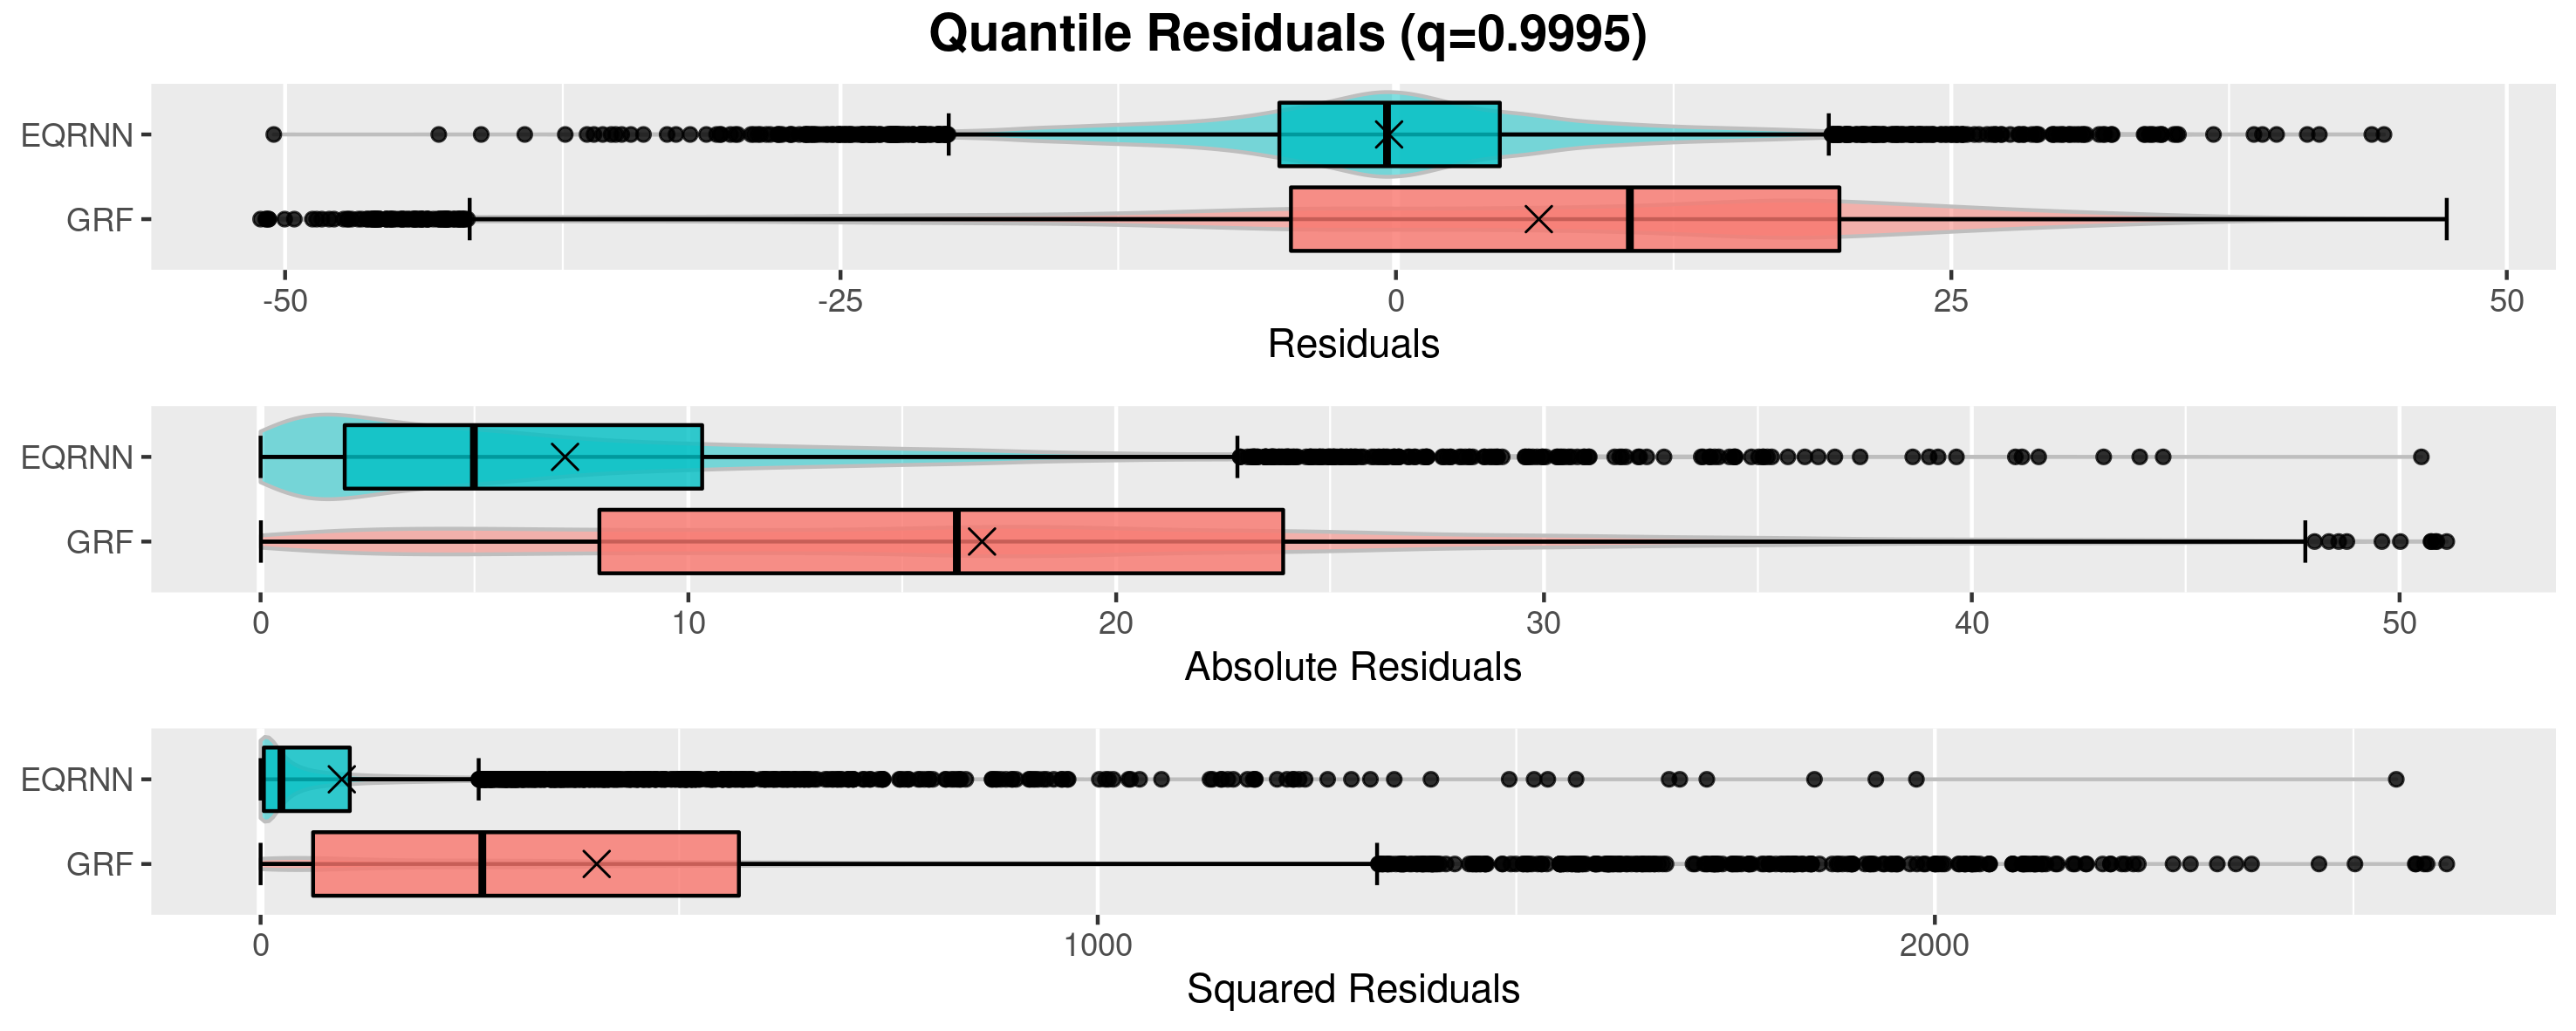 Quantile Residuals (q=0.9995)
EQRNN
GRF
-50 -25 0 25 50
Residuals
EQRNN
GRF
0 10 20 30 40 50
Absolute Residuals
EQRNN
GRF
0 1000 2000
Squared Residuals